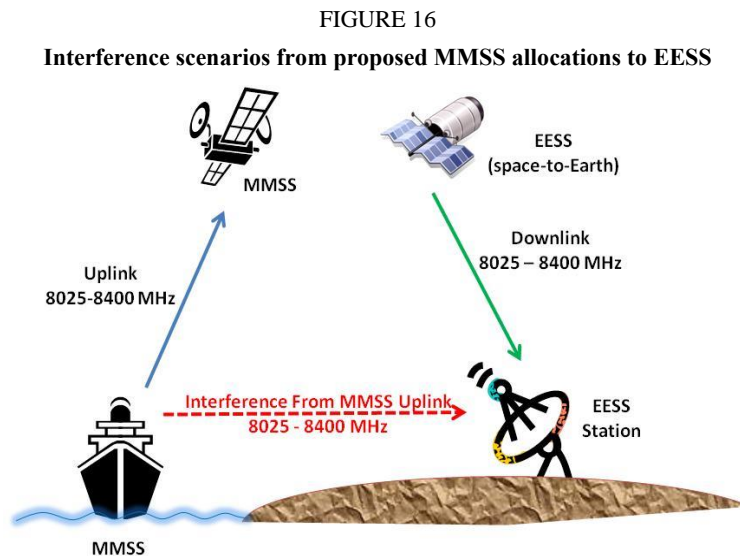 FIGURE 16
Interference scenarios from proposed MMSS allocations to EESS
MMSS
EESS
(space-to-Earth)
Uplink
8025-8400 MHz
Downlink
8025 – 8400 MHz
Interference From MMSS Uplink
8025 - 8400 MHz
EESS
Station
MMSS